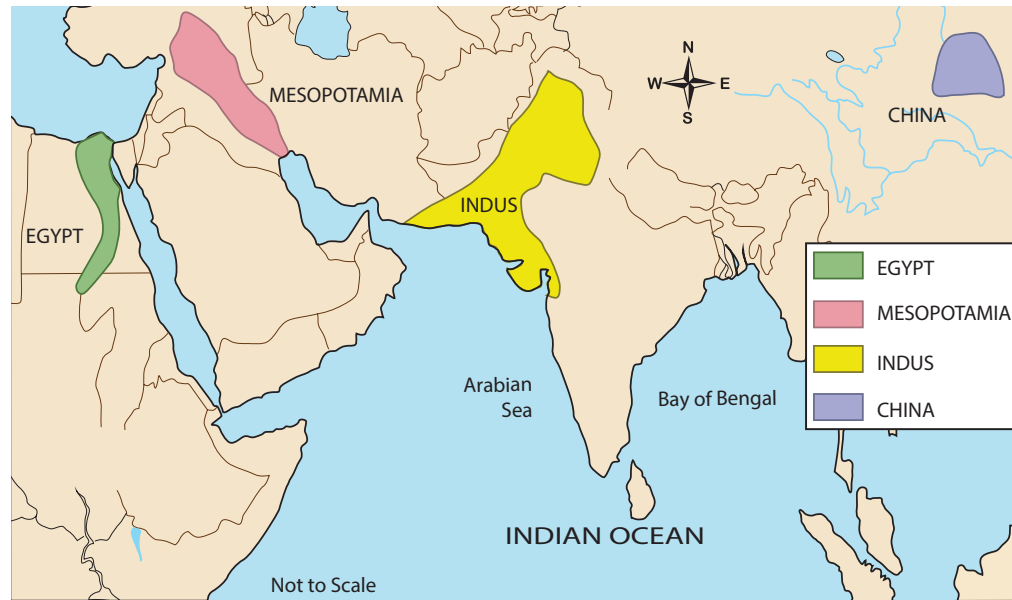 N
W E
S
MESOPOTAMIA
CHINA
INDUS
EGYPT
EGYPT
MESOPOTAMIA
INDUS
CHINA
Arabian
Sea
Bay of Bengal
INDIAN OCEAN
Not to Scale